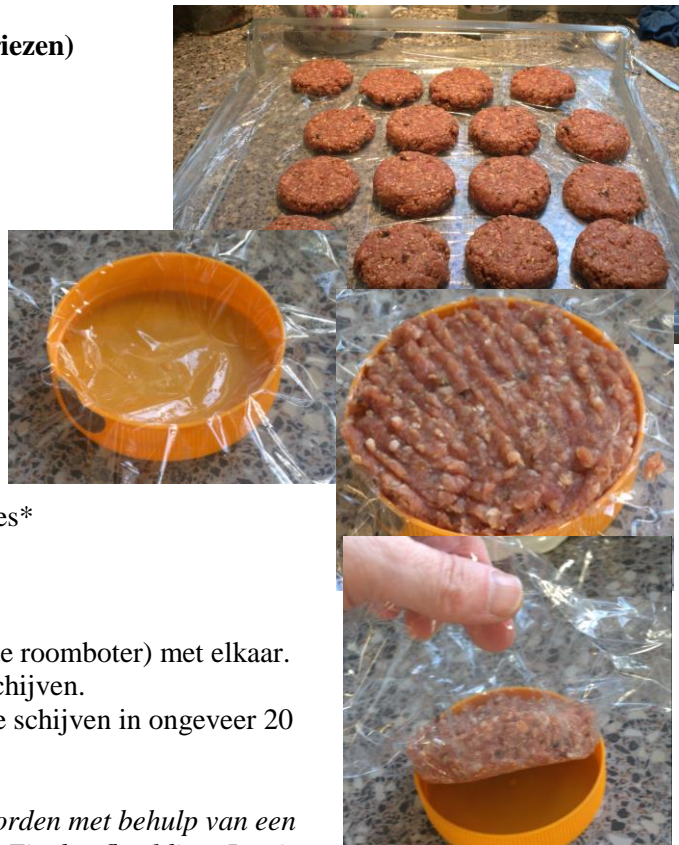 iezen)
es*
e roomboter) met elkaar.
chijven.
e schijven in ongeveer 20
orden met behulp van een